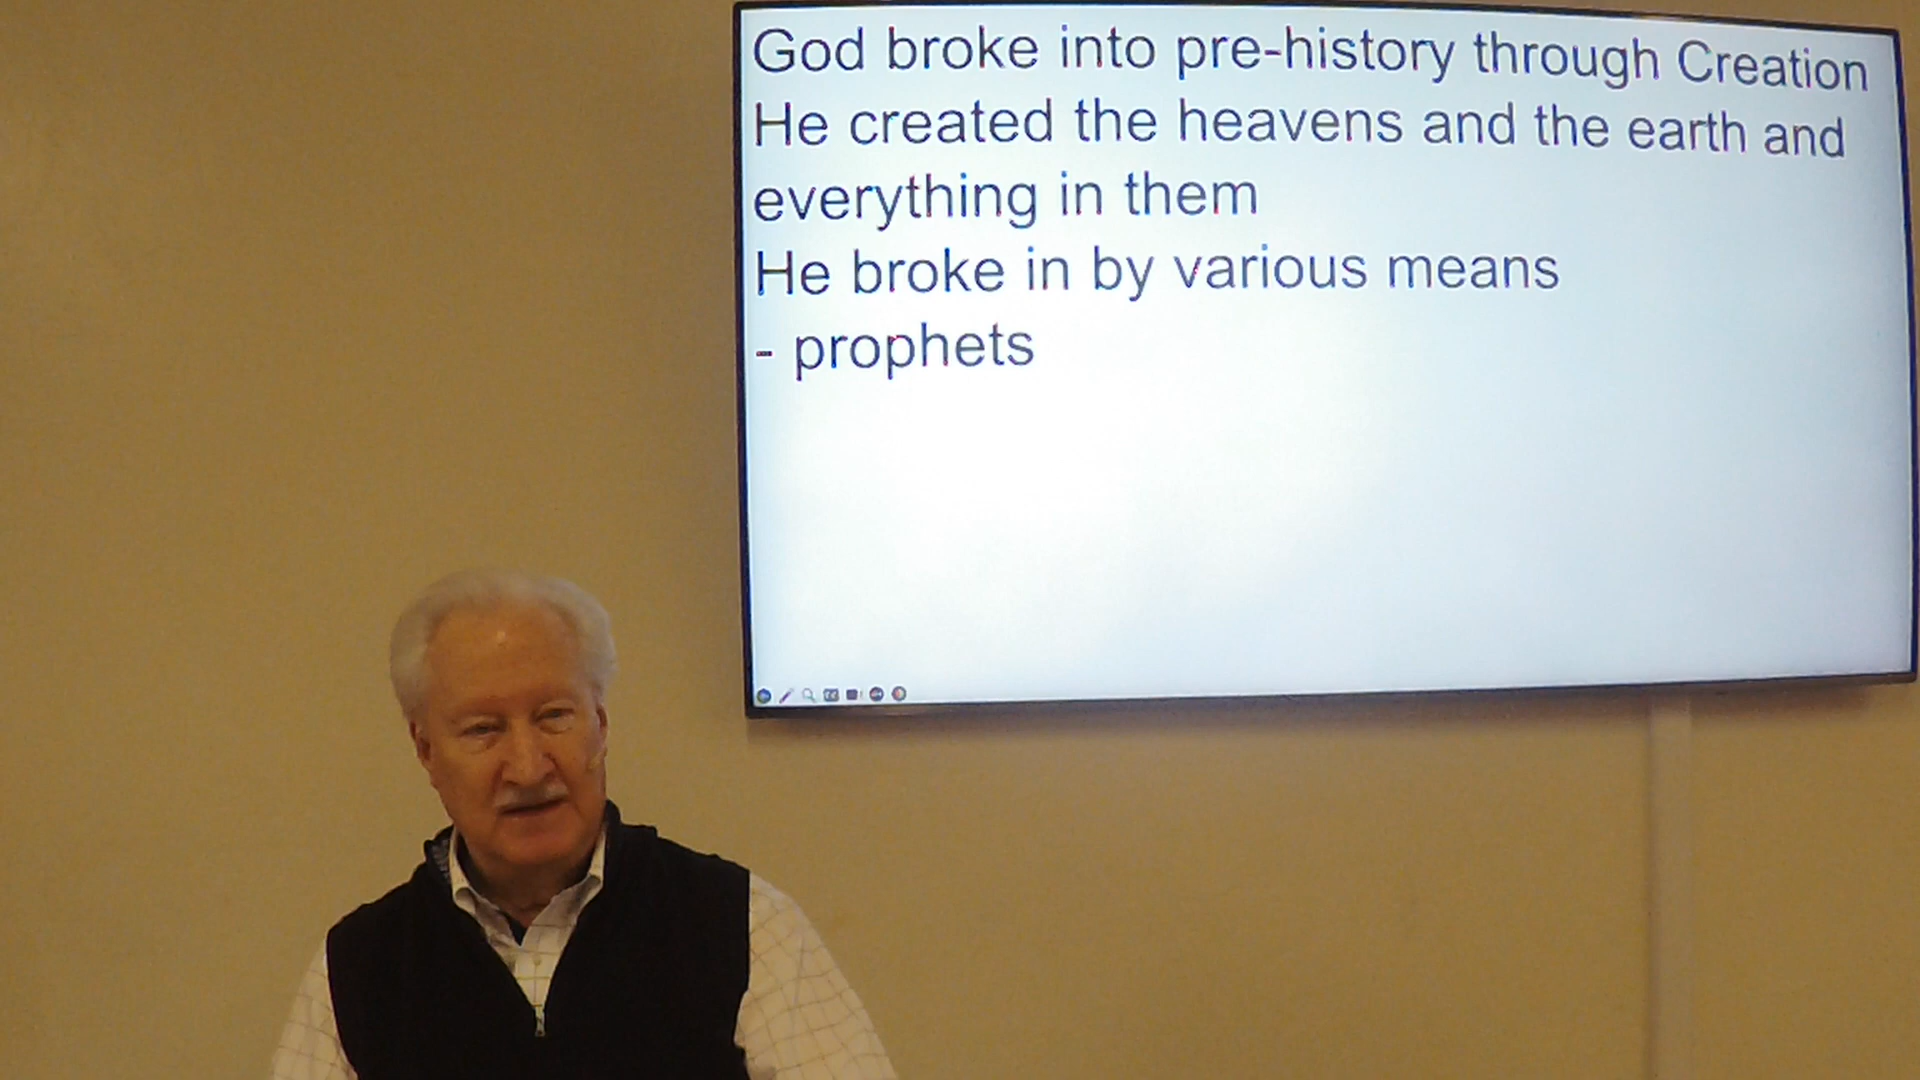 God broke into pre-history through Creation
He created the heavens and the earth and
everything in them
He broke in by various means
- prophets